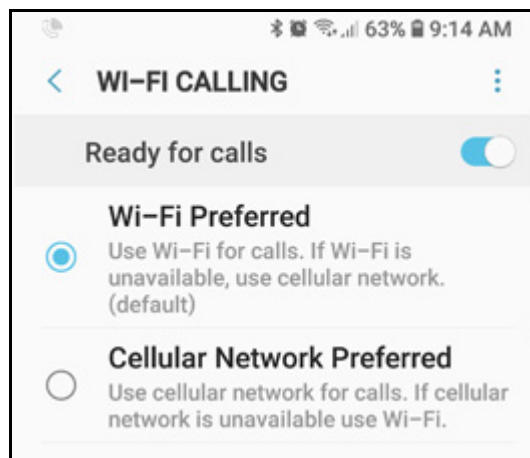 63% 9:14 AM
WI-FI CALLING
Ready for calls
Wi-Fi Preferred
Use Wi-Fi for calls. If Wi-Fi is
unavailable, use cellular network.
(default)
Cellular Network Preferred
Use cellular network for calls. If cellular
network is unavailable use Wi-Fi.